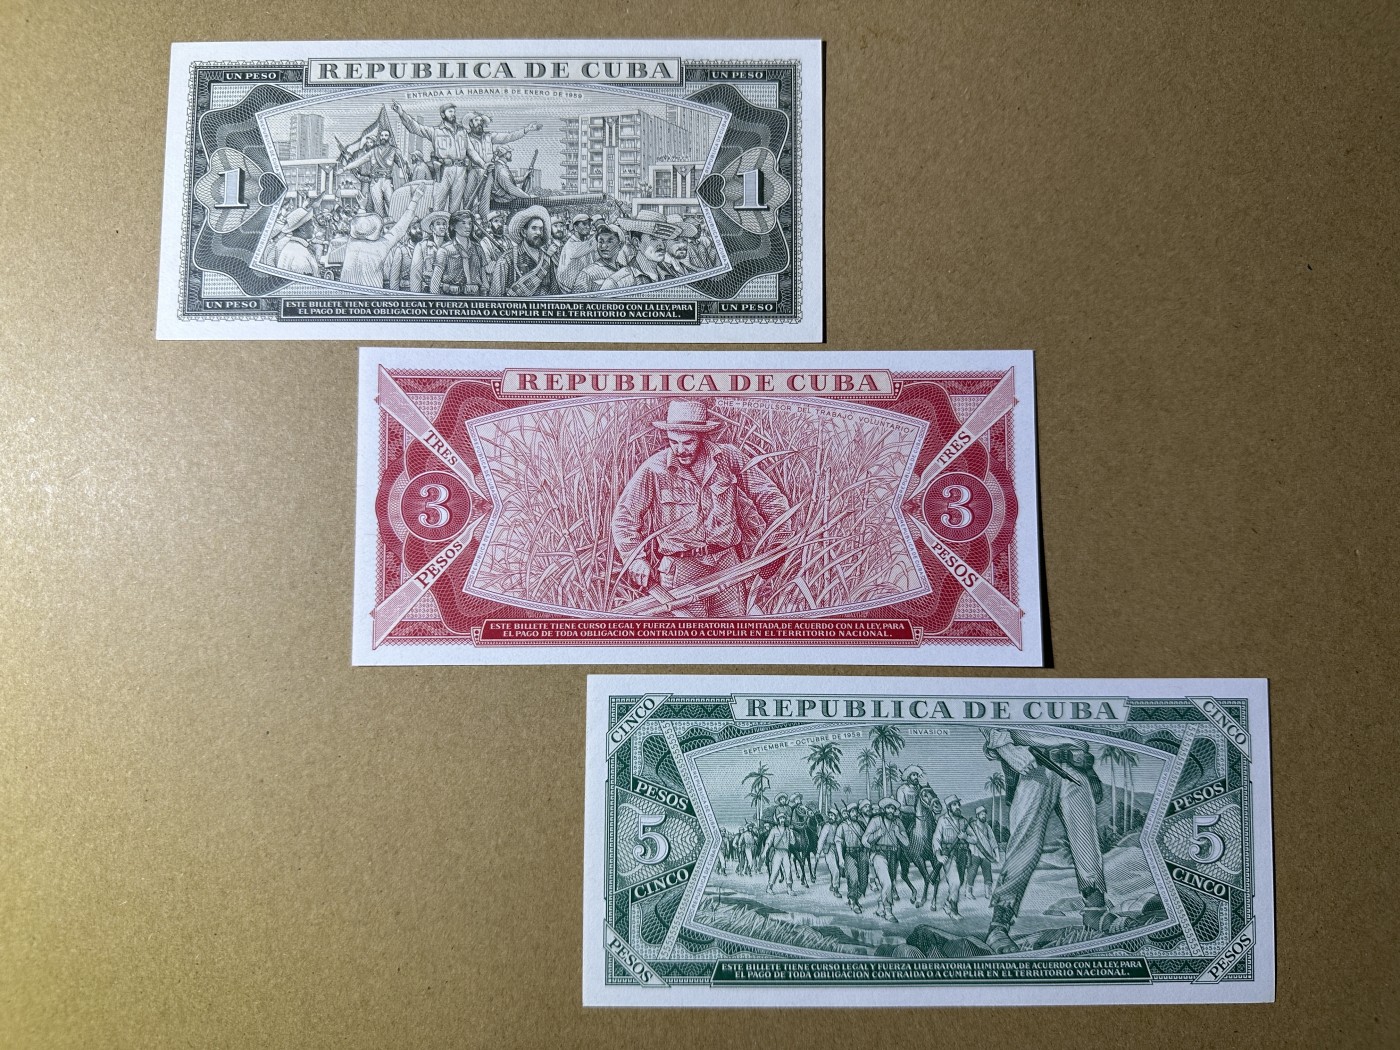 REPUBLICA DE CUBA
UN PESO
UN PESO
ENTRADA A LA HABANA: 8 DE ENERO DE 1959
1
1
UN PESO
UN PESO
ESTE BILLETE TIENE CURSO LEGAL Y FUERZA LIBERATORIA ILIMITADA, DE ACUERDO CON LA LEY, PARA
EL PAGO DE TODA OBLIGACION CONTRAIDA O A CUMPLIR EN EL TERRITORIO NACIONAL.
REPUBLICA DE CUBA
CHE - PROPULSOR DEL TRABAJO VOLUNTARIO
TRES
TRES
3
3
PESOS
PESOS
ESTE BILLETE TIENE CURSO LEGAL Y FUERZA LIBERATORIA ILIMITADA, DE ACUERDO CON LA LEY, PARA
EL PAGO DE TODA OBLIGACION CONTRAIDA O A CUMPLIR EN EL TERRITORIO NACIONAL.
REPUBLICA DE CUBA
CINCO
CINCO
SEPTIEMBRE - OCTUBRE DE 1958
INVASION
PESOS
PESOS
5
5
CINCO
CINCO
PESOS
PESOS
ESTE BILLETE TIENE CURSO LEGAL Y FUERZA LIBERATORIA ILIMITADA, DE ACUERDO CON LA LEY, PARA
EL PAGO DE TODA OBLIGACION CONTRAIDA O A CUMPLIR EN EL TERRITORIO NACIONAL.